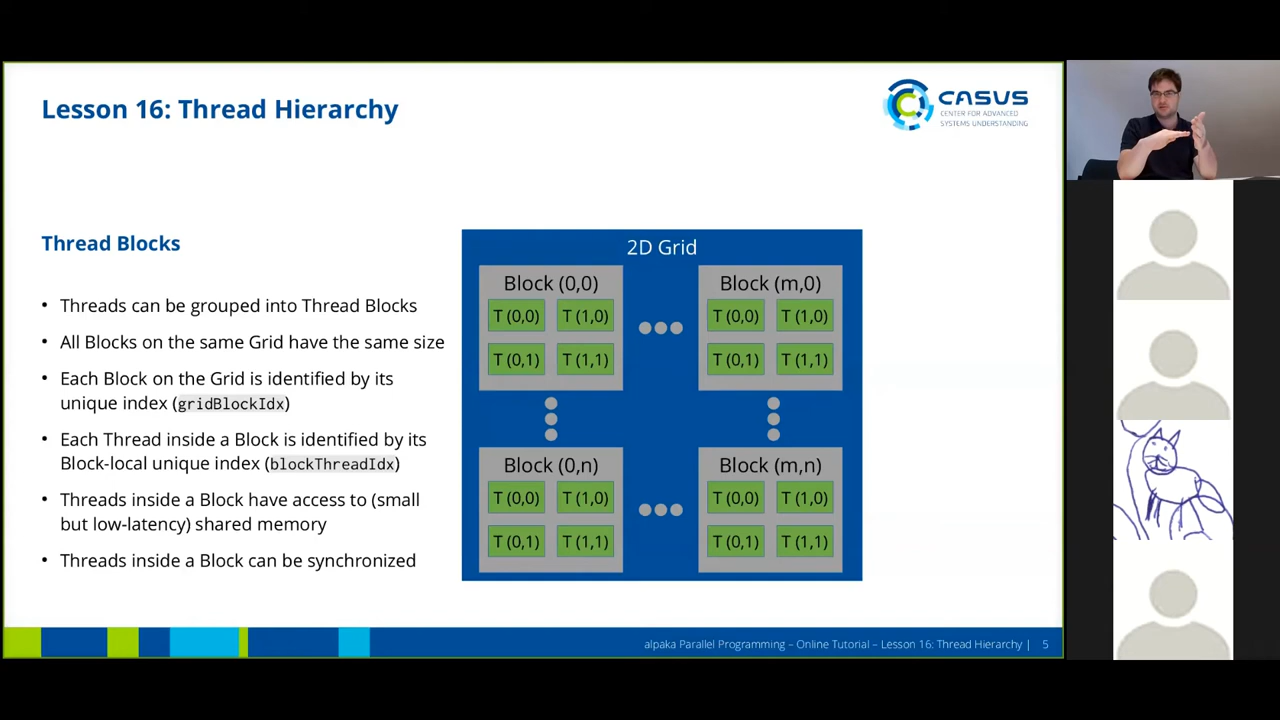 Lesson 16: Thread Hierarchy
CASUS
CENTER FOR ADVANCED
SYSTEMS UNDERSTANDING
Thread Blocks
• Threads can be grouped into Thread Blocks
• All Blocks on the same Grid have the same size
• Each Block on the Grid is identified by its
unique index (gridBlockIdx)
• Each Thread inside a Block is identified by its
Block-local unique index (blockThreadIdx)
• Threads inside a Block have access to (small
but low-latency) shared memory
• Threads inside a Block can be synchronized
2D Grid
Block (0,0)
T (0,0) T (1,0)
T (0,1) T (1,1)
Block (m,0)
T (0,0) T (1,0)
T (0,1) T (1,1)
Block (0,n)
T (0,0) T (1,0)
T (0,1) T (1,1)
Block (m,n)
T (0,0) T (1,0)
T (0,1) T (1,1)
alpaka Parallel Programming – Online Tutorial – Lesson 16: Thread Hierarchy | 5